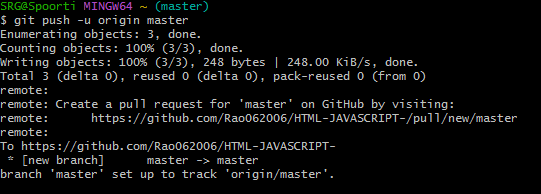 SRG@Spoorti MINGW64 ~ (master)
$ git push -u origin master
Enumerating objects: 3, done.
Counting objects: 100% (3/3), done.
Writing objects: 100% (3/3), 248 bytes | 248.00 KiB/s, done.
Total 3 (delta 0), reused 0 (delta 0), pack-reused 0 (from 0)
remote:
remote: Create a pull request for 'master' on GitHub by visiting:
remote:      https://github.com/Rao062006/HTML-JAVASCRIPT-/pull/new/master
remote:
To https://github.com/Rao062006/HTML-JAVASCRIPT-
 * [new branch]      master -> master
branch 'master' set up to track 'origin/master'.